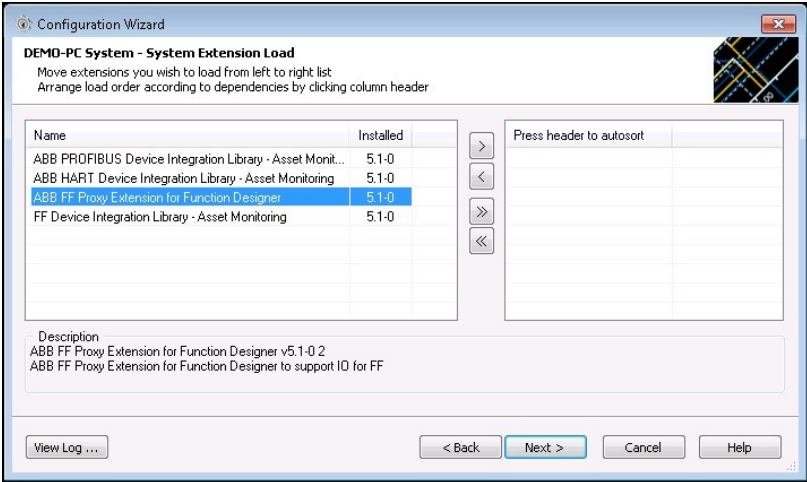 Configuration Wizard
DEMO-PC System - System Extension Load
Move extensions you wish to load from left to right list
Arrange load order according to dependencies by clicking column header
Name Installed
Press header to autosort
ABB PROFIBUS Device Integration Library - Asset Monit... 5.1-0
ABB HART Device Integration Library - Asset Monitoring 5.1-0
ABB FF Proxy Extension for Function Designer 5.1-0
FF Device Integration Library - Asset Monitoring 5.1-0
>
<
>>
<<
Description
ABB FF Proxy Extension for Function Designer v5.1-0 2
ABB FF Proxy Extension for Function Designer to support IO for FF
View Log ... < Back Next > Cancel Help